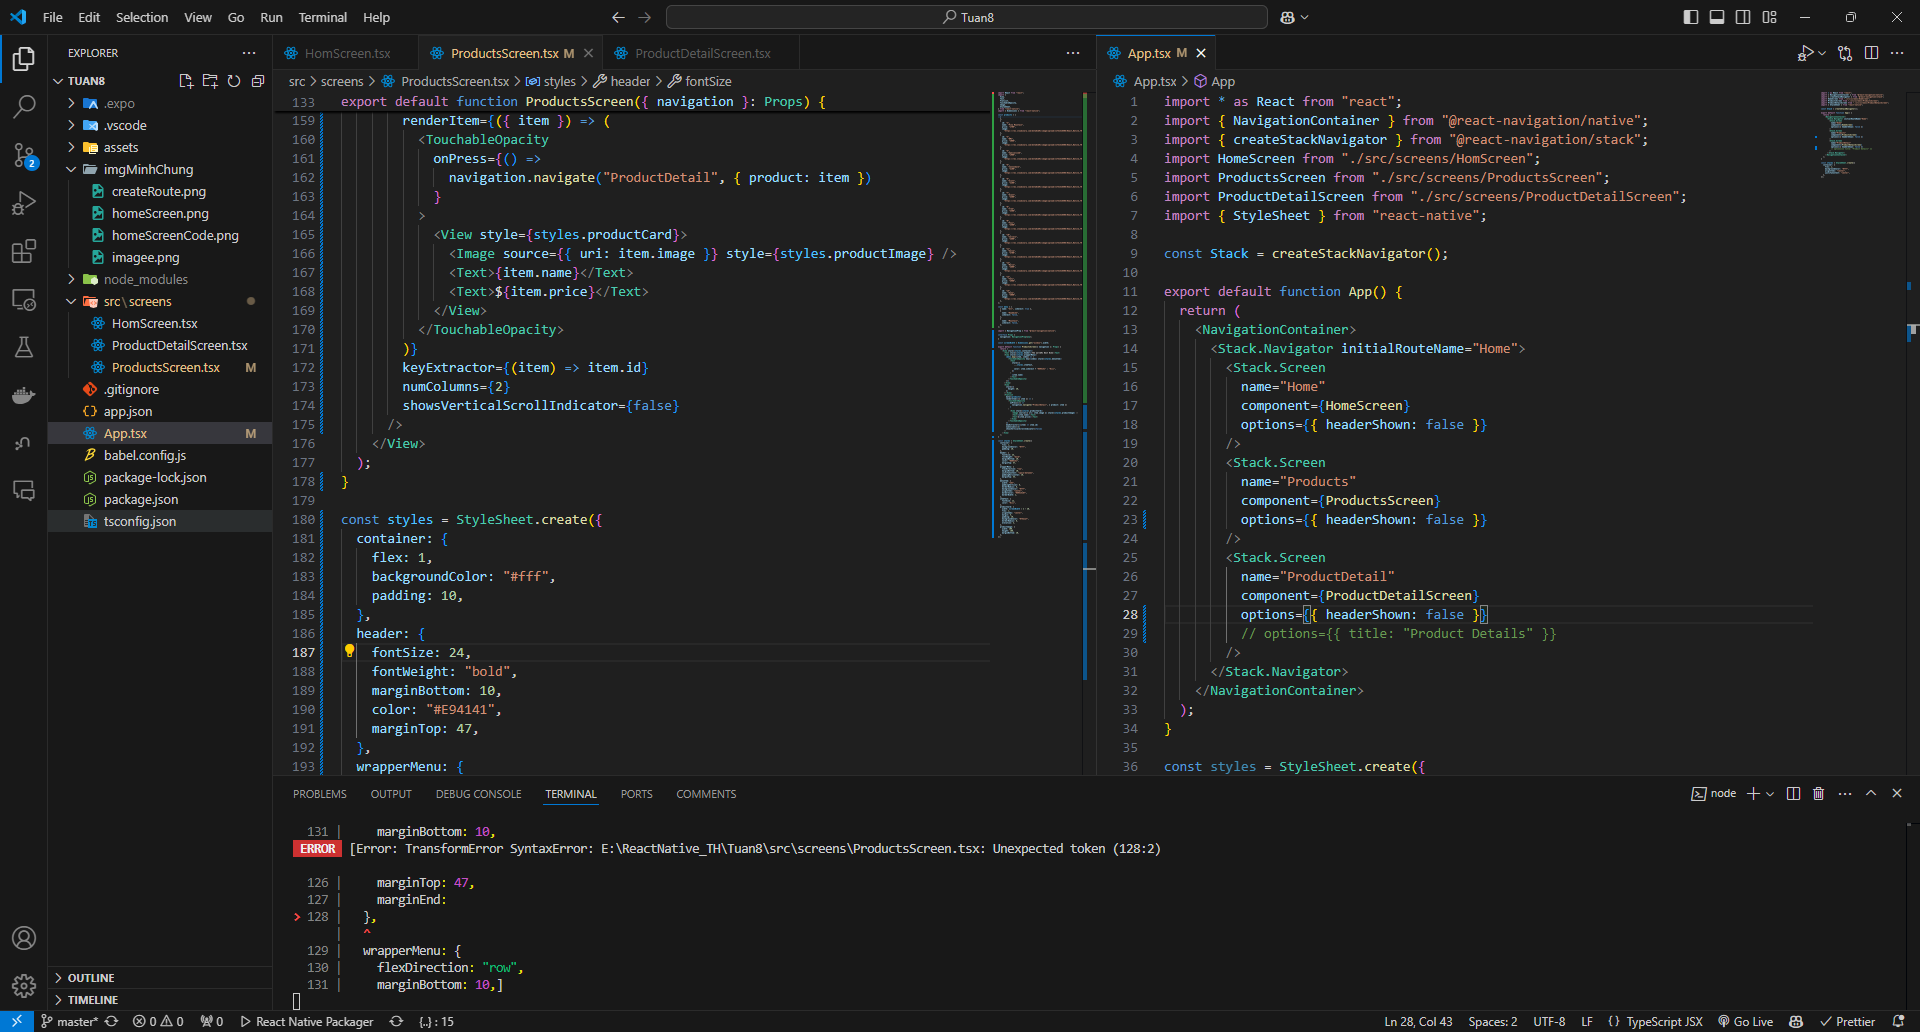 File Edit Selection View Go Run Terminal Help
Tuan8
EXPLORER
TUAN8
.expo
.vscode
assets
imgMinhChung
createRoute.png
homeScreen.png
homeScreenCode.png
imagee.png
node_modules
src\screens
HomScreen.tsx
ProductDetailScreen.tsx
ProductsScreen.tsx M
.gitignore
app.json
App.tsx M
babel.config.js
package-lock.json
package.json
tsconfig.json
OUTLINE
TIMELINE
2
HomScreen.tsx
ProductsScreen.tsx M
ProductDetailScreen.tsx
src > screens > ProductsScreen.tsx > styles > header > fontSize
133 export default function ProductsScreen({ navigation }: Props) {
159 renderItem={({ item }) => (
160 <TouchableOpacity
161 onPress={() =>
162 navigation.navigate("ProductDetail", { product: item })
163 }
164 >
165 <View style={styles.productCard}>
166 <Image source={{ uri: item.image }} style={styles.productImage} />
167 <Text>{item.name}</Text>
168 <Text>${item.price}</Text>
169 </View>
170 </TouchableOpacity>
171 )}
172 keyExtractor={(item) => item.id}
173 numColumns={2}
174 showsVerticalScrollIndicator={false}
175 />
176 </View>
177 );
178 }
179
180 const styles = StyleSheet.create({
181 container: {
182 flex: 1,
183 backgroundColor: "#fff",
184 padding: 10,
185 },
186 header: {
187 fontSize: 24,
188 fontWeight: "bold",
189 marginBottom: 10,
190 color: "#E94141",
191 marginTop: 47,
192 },
193 wrapperMenu: {
App.tsx M
App.tsx > App
1 import * as React from "react";
2 import { NavigationContainer } from "@react-navigation/native";
3 import { createStackNavigator } from "@react-navigation/stack";
4 import HomeScreen from "./src/screens/HomScreen";
5 import ProductsScreen from "./src/screens/ProductsScreen";
6 import ProductDetailScreen from "./src/screens/ProductDetailScreen";
7 import { StyleSheet } from "react-native";
8
9 const Stack = createStackNavigator();
10
11 export default function App() {
12 return (
13 <NavigationContainer>
14 <Stack.Navigator initialRouteName="Home">
15 <Stack.Screen
16 name="Home"
17 component={HomeScreen}
18 options={{ headerShown: false }}
19 />
20 <Stack.Screen
21 name="Products"
22 component={ProductsScreen}
23 options={{ headerShown: false }}
24 />
25 <Stack.Screen
26 name="ProductDetail"
27 component={ProductDetailScreen}
28 options={{ headerShown: false }}
29 // options={{ title: "Product Details" }}
30 />
31 </Stack.Navigator>
32 </NavigationContainer>
33 );
34 }
35
36 const styles = StyleSheet.create({
PROBLEMS OUTPUT DEBUG CONSOLE TERMINAL PORTS COMMENTS
node
131 | marginBottom: 10,
ERROR [Error: TransformError SyntaxError: E:\ReactNative_TH\Tuan8\src\screens\ProductsScreen.tsx: Unexpected token (128:2)
126 | marginTop: 47,
127 | marginEnd:
> 128 | },
| ^
129 | wrapperMenu: {
130 | flexDirection: "row",
131 | marginBottom: 10,]
master* 0 0 0 React Native Packager {..} : 15
Ln 28, Col 43 Spaces: 2 UTF-8 LF {} TypeScript JSX Go Live Prettier